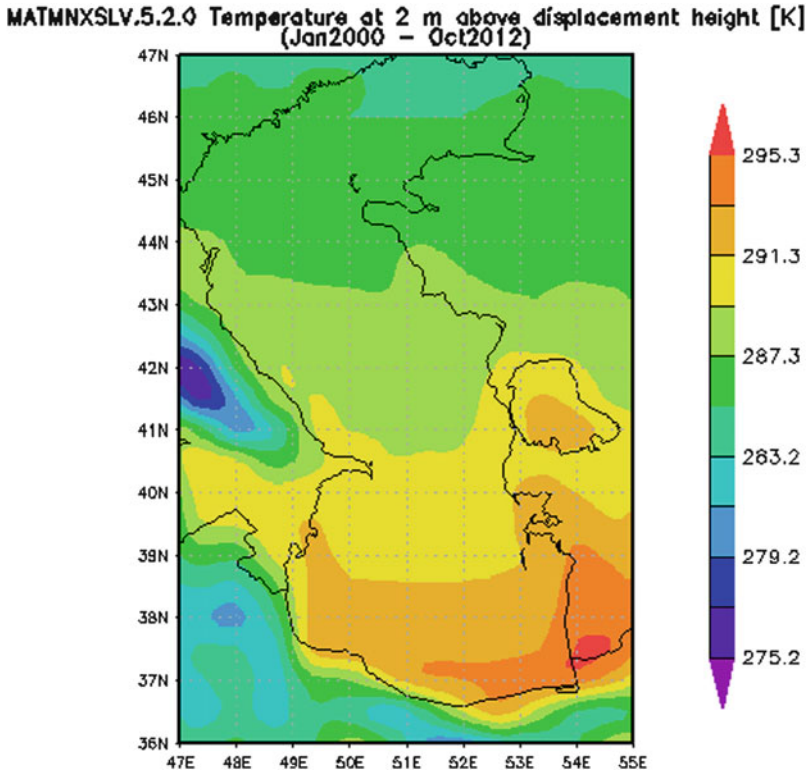 MATMNXSLV.5.2.0 Temperature at 2 m above displacement height [K]
(Jan2000 – Oct2012)
47N
46N
45N
44N
43N
42N
41N
40N
39N
38N
37N
36N
47E 48E 49E 50E 51E 52E 53E 54E 55E
295.3
291.3
287.3
283.2
279.2
275.2